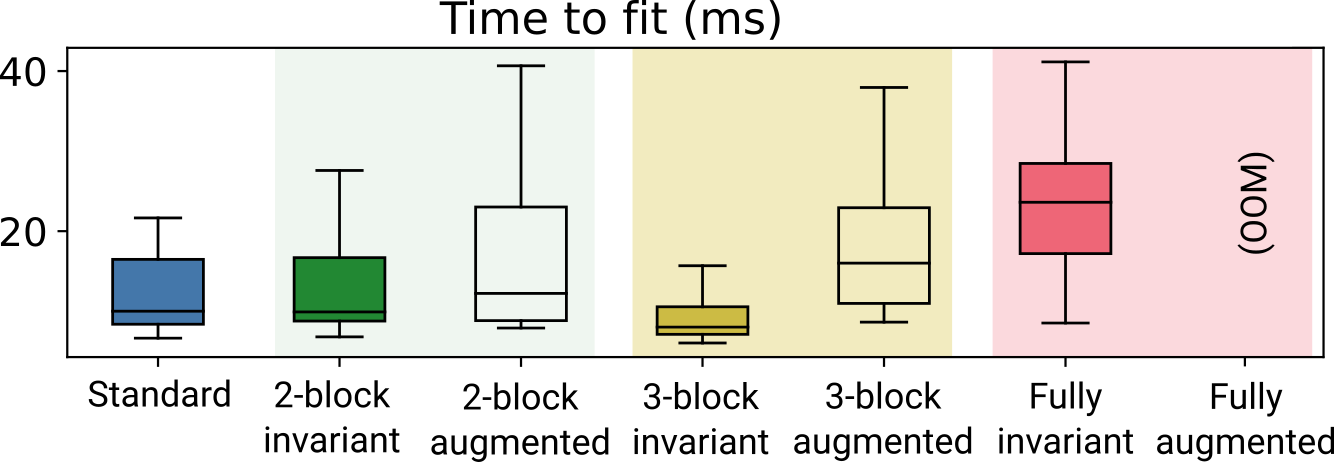 Time to fit (ms)
40
20
(OOM)
Standard
2-block
invariant
2-block
augmented
3-block
invariant
3-block
augmented
Fully
invariant
Fully
augmented